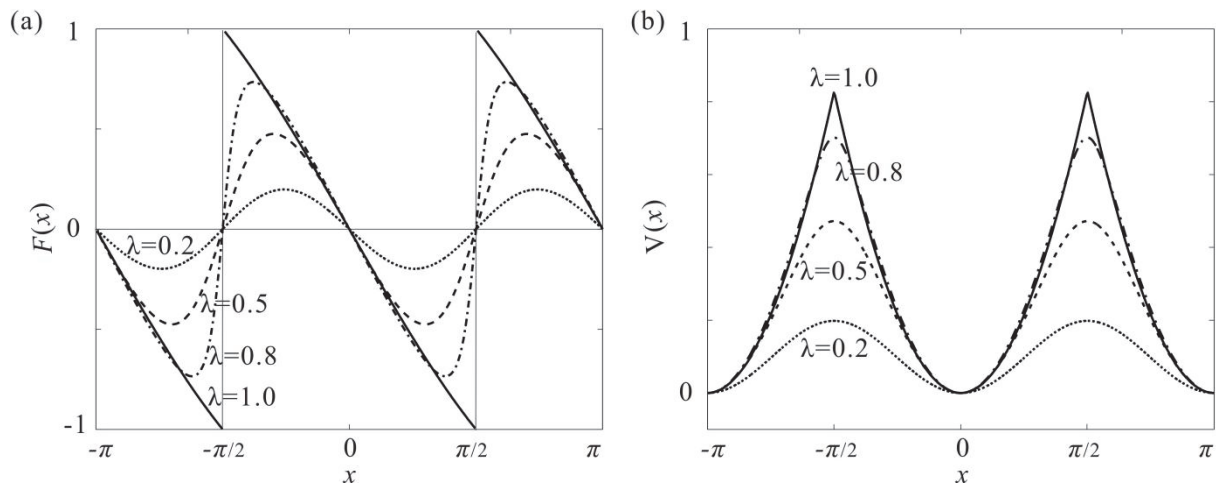 (a)
1
F(x)
0
-1
λ=0.2
λ=0.5
λ=0.8
λ=1.0
-π
-π/2
0
π/2
π
x
(b)
1
V(x)
0
λ=1.0
λ=0.8
λ=0.5
λ=0.2
-π
-π/2
0
π/2
π
x